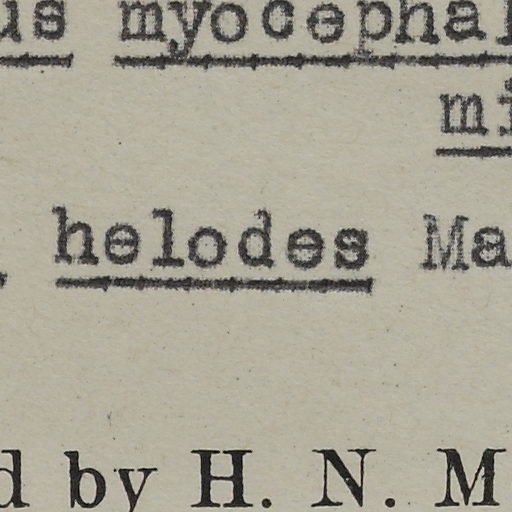 us myocephal
mi
, helodes Ma
d by H. N. M